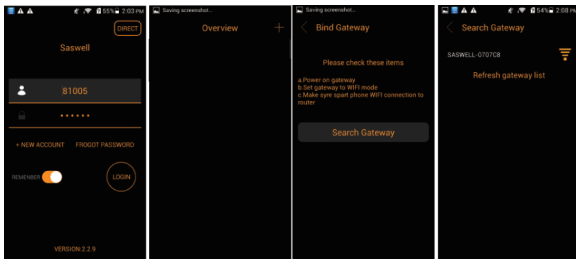 55% 2:03 PM
DIRECT
Saswell
81005
••••••
+ NEW ACCOUNT FROGOT PASSWORD
REMEMBER
LOGIN
VERSION:2.2.9
Saving screenshot...
Overview +
Saving screenshot...
Bind Gateway
Please check these items
a.Power on gateway
b.Set gateway to WIFI mode
c.Make syre spart phone WIFI connection to
router
Search Gateway
54% 2:08 PM
Search Gateway
SASWELL-0707C8
Refresh gateway list